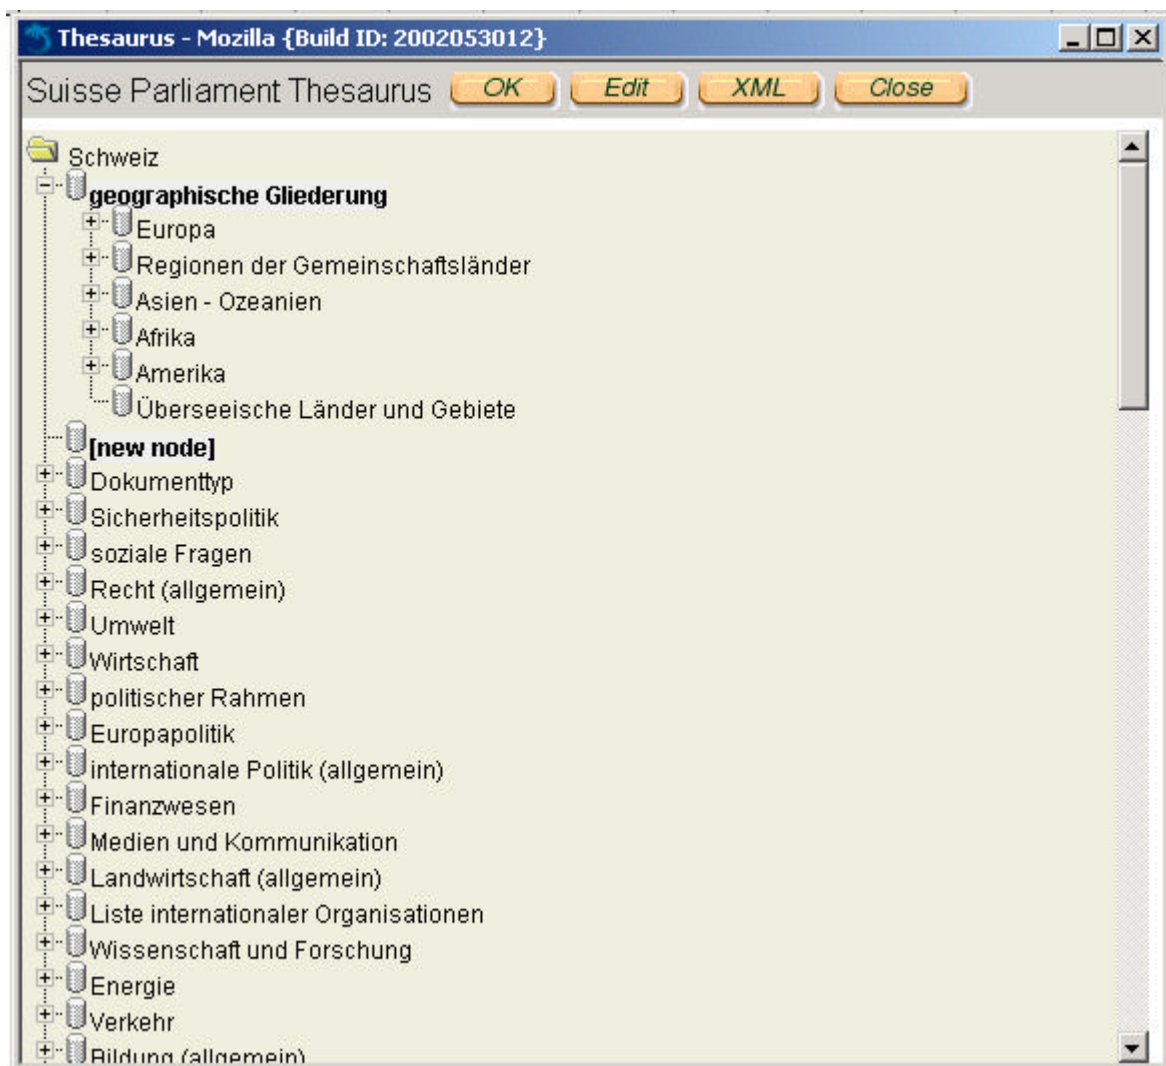 Thesaurus - Mozilla {Build ID: 2002053012}
Suisse Parliament Thesaurus OK Edit XML Close
Schweiz
geographische Gliederung
Europa
Regionen der Gemeinschaftsländer
Asien - Ozeanien
Afrika
Amerika
Überseeische Länder und Gebiete
[new node]
Dokumenttyp
Sicherheitspolitik
soziale Fragen
Recht (allgemein)
Umwelt
Wirtschaft
politischer Rahmen
Europapolitik
internationale Politik (allgemein)
Finanzwesen
Medien und Kommunikation
Landwirtschaft (allgemein)
Liste internationaler Organisationen
Wissenschaft und Forschung
Energie
Verkehr
Bildung (allgemein)